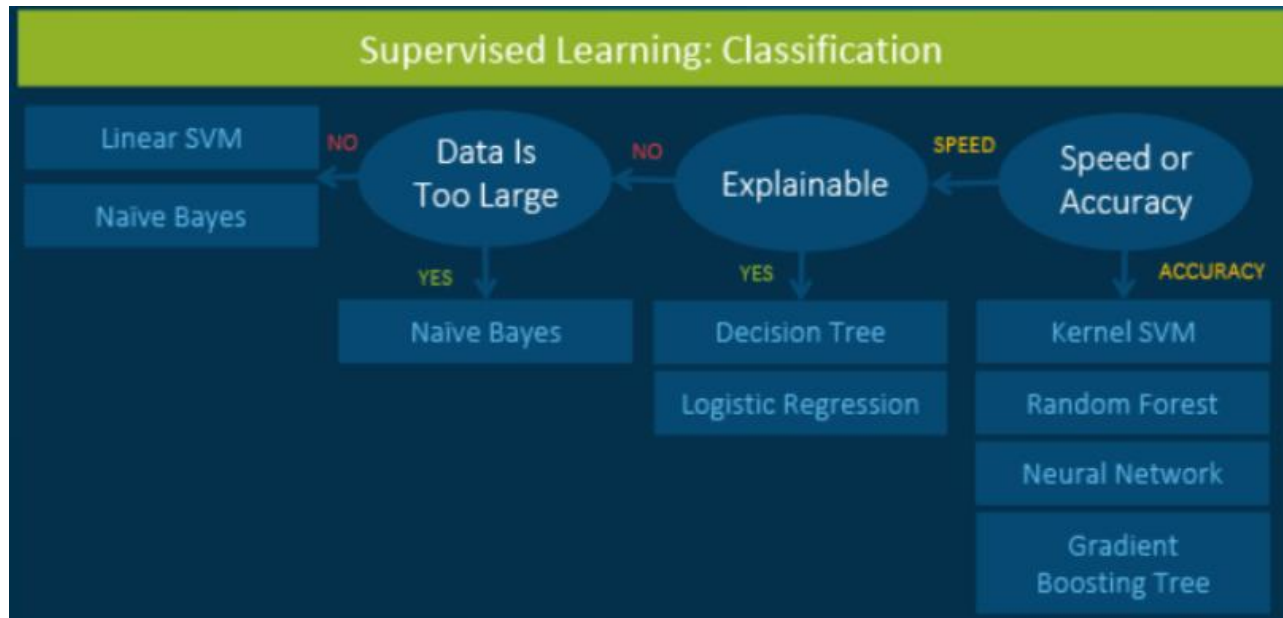 Supervised Learning: Classification
Linear SVM
Naïve Bayes
NO
Data Is
Too Large
NO
Explainable
SPEED
Speed or
Accuracy
YES
YES
ACCURACY
Naïve Bayes
Decision Tree
Logistic Regression
Kernel SVM
Random Forest
Neural Network
Gradient
Boosting Tree